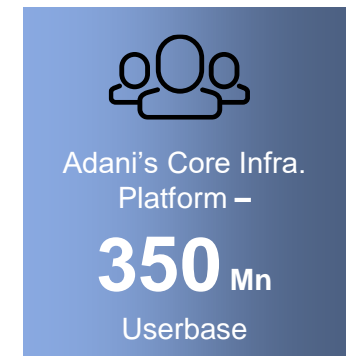 Adani's Core Infra.
Platform –
350 Mn
Userbase